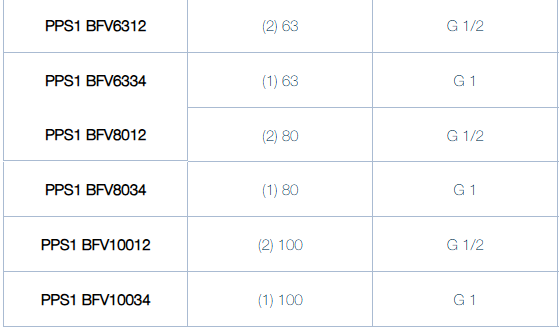 PPS1 BFV6312 (2) 63 G 1/2
PPS1 BFV6334 (1) 63 G 1
PPS1 BFV8012 (2) 80 G 1/2
PPS1 BFV8034 (1) 80 G 1
PPS1 BFV10012 (2) 100 G 1/2
PPS1 BFV10034 (1) 100 G 1